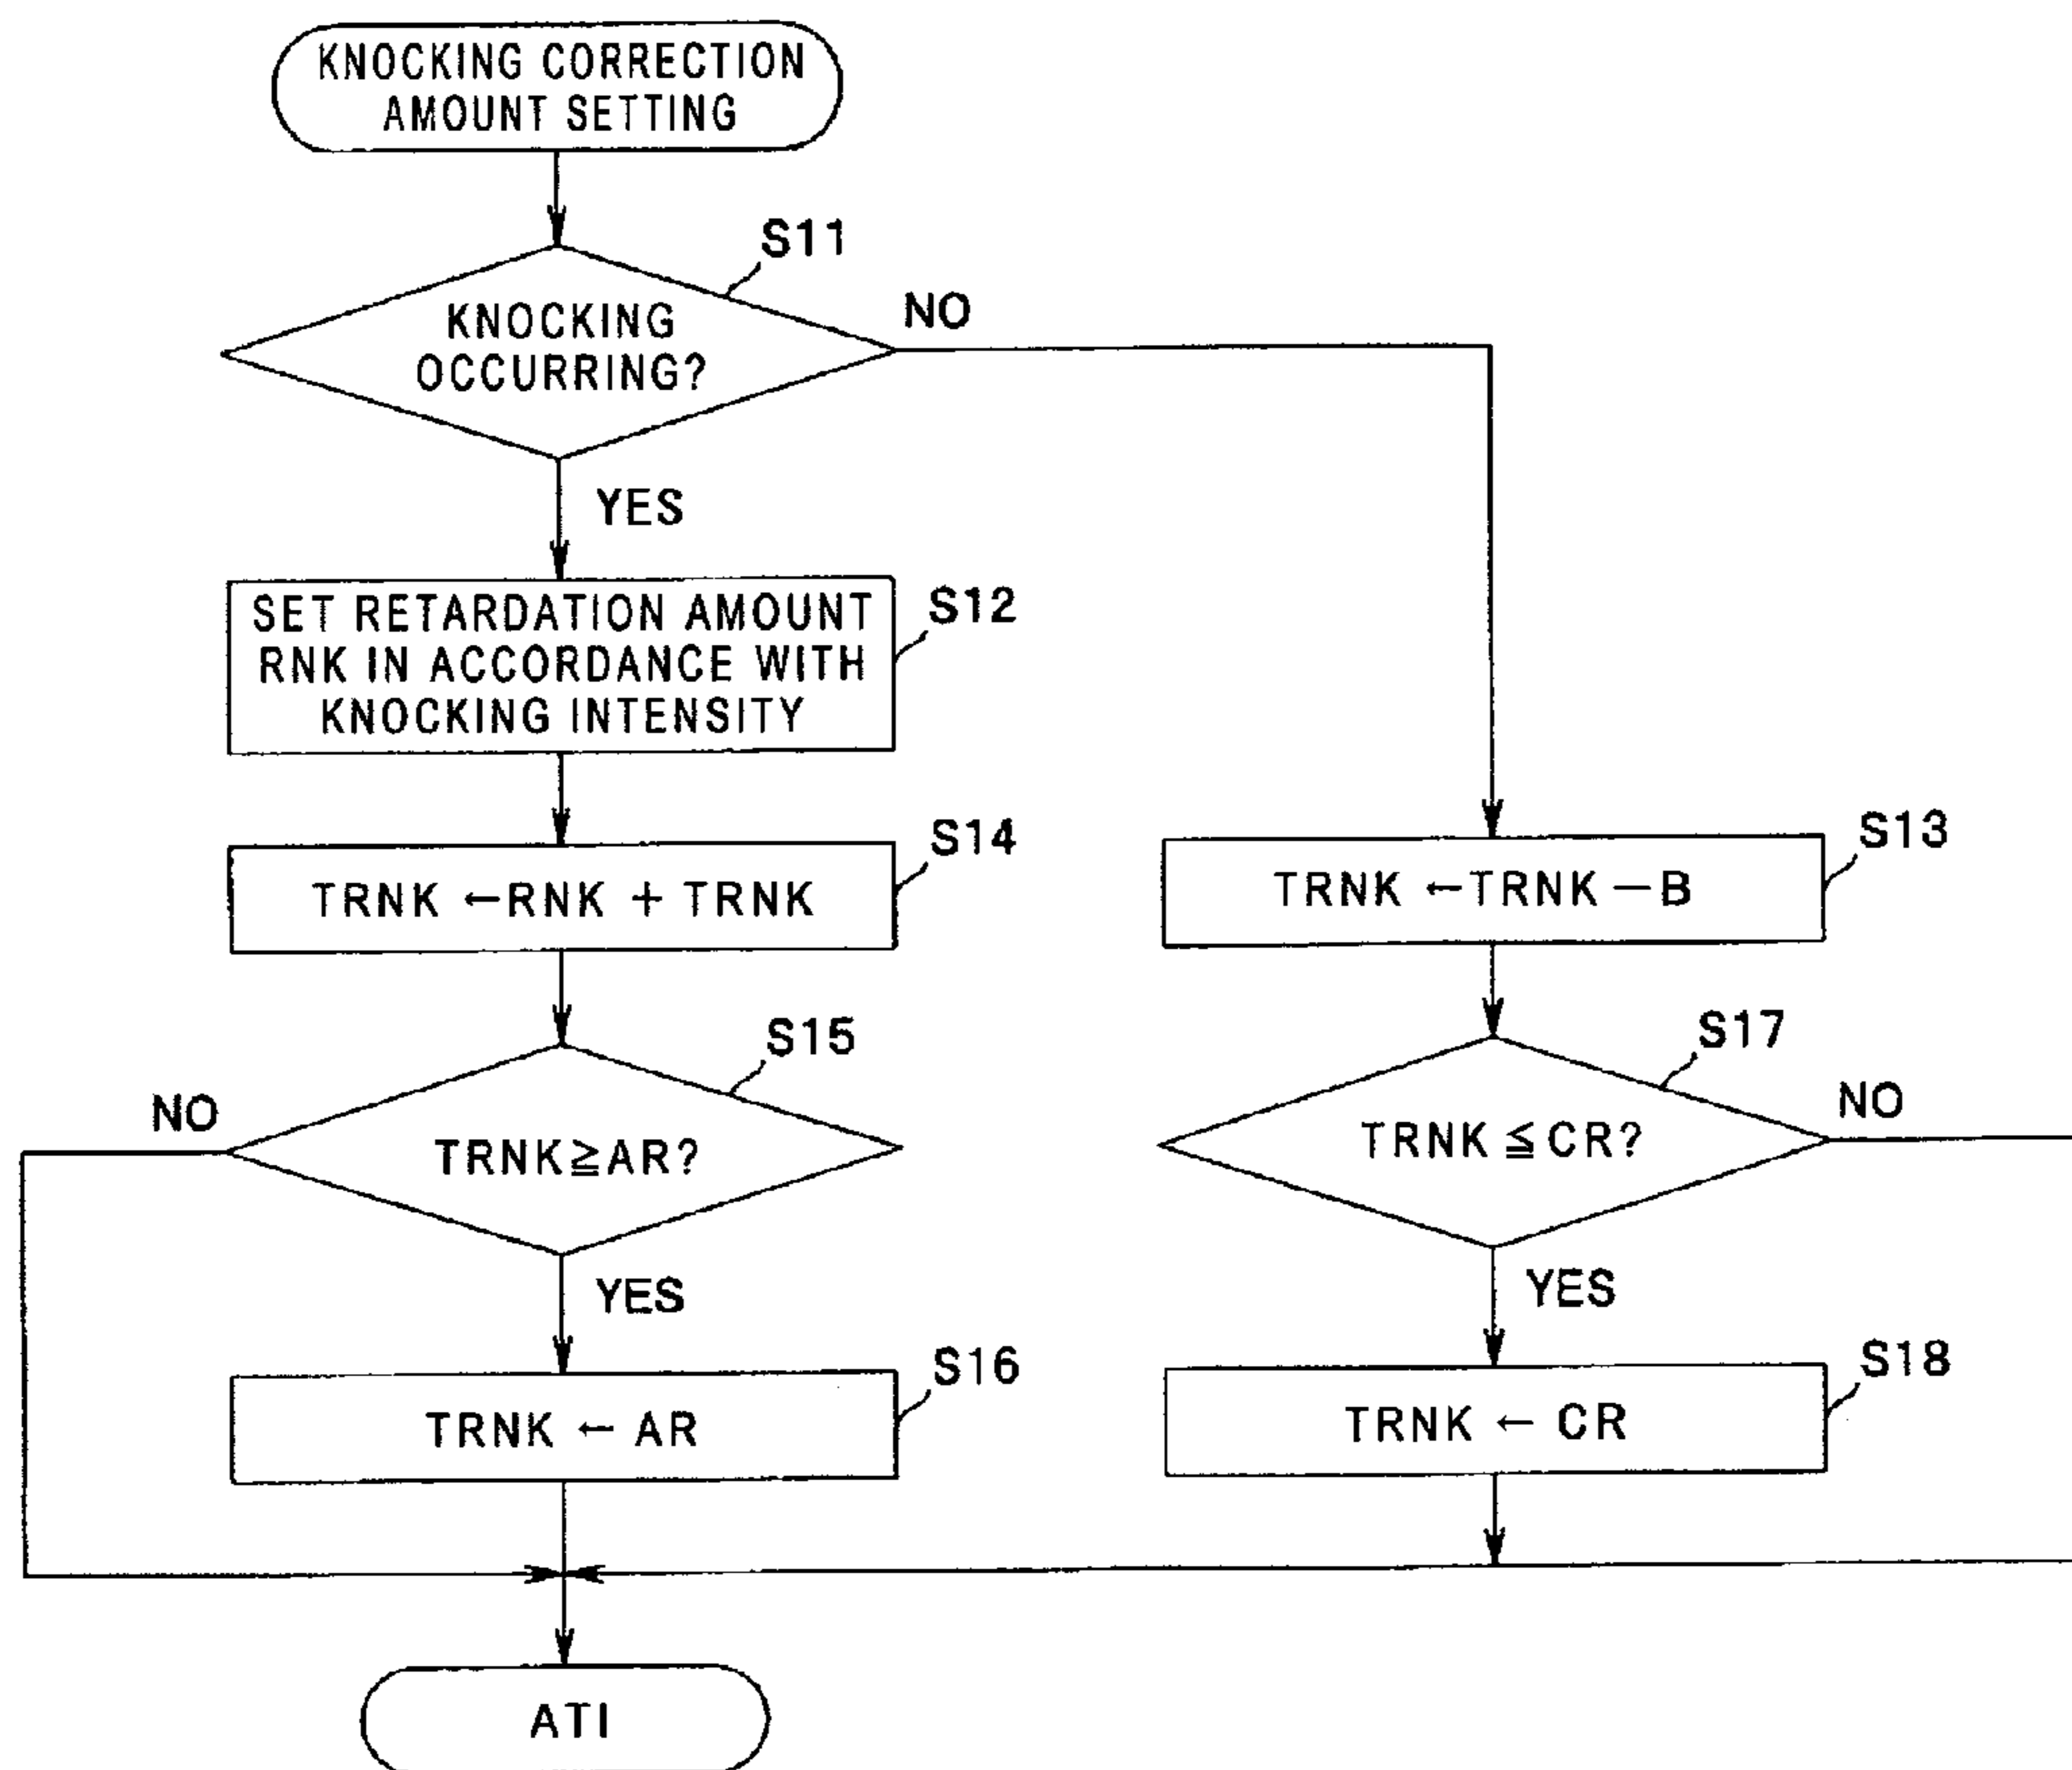 KNOCKING CORRECTION
AMOUNT SETTING
S11
KNOCKING
OCCURRING?
NO
YES
SET RETARDATION AMOUNT
RNK IN ACCORDANCE WITH
KNOCKING INTENSITY
S12
TRNK ←RNK + TRNK
S14
TRNK ←TRNK – B
S13
TRNK≧AR?
S15
NO
YES
TRNK ≦ CR?
S17
NO
YES
TRNK ← AR
S16
TRNK ← CR
S18
ATI